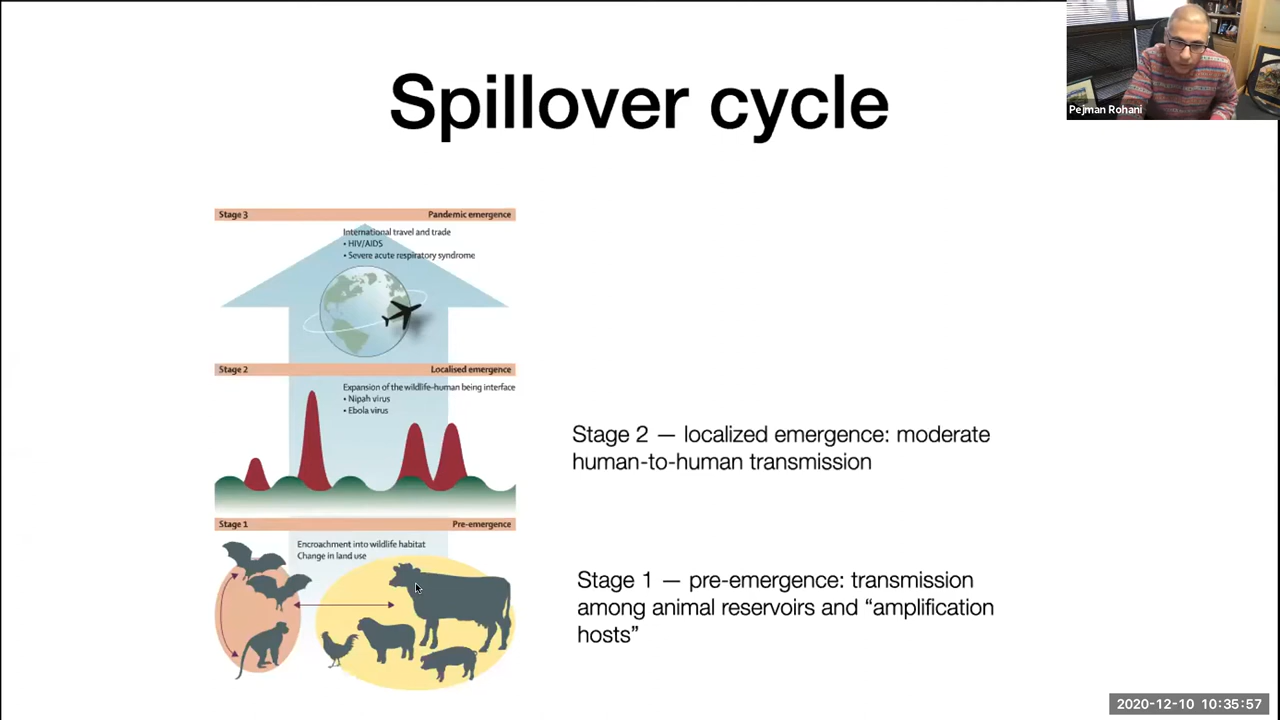 Pejman Rohani
Spillover cycle
Stage 3 Pandemic emergence
International travel and trade
• HIV/AIDS
• Severe acute respiratory syndrome
Stage 2 Localised emergence
Expansion of the wildlife-human being interface
• Nipah virus
• Ebola virus
Stage 2 — localized emergence: moderate
human-to-human transmission
Stage 1 Pre-emergence
Encroachment into wildlife habitat
Change in land use
Stage 1 — pre-emergence: transmission
among animal reservoirs and “amplification
hosts”
2020-12-10 10:35:57